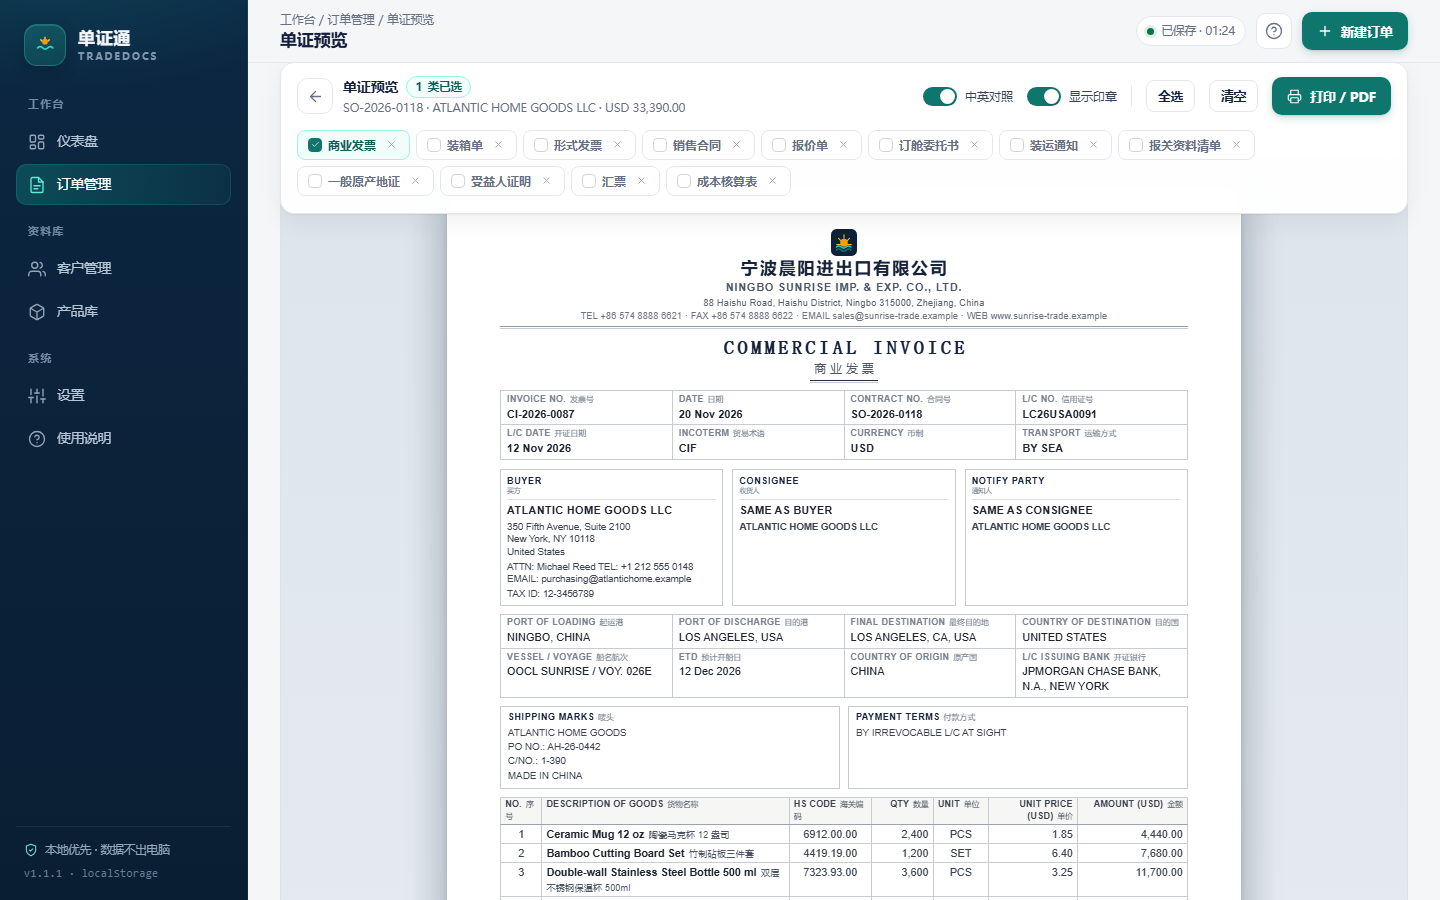 单证通
TRADEDOCS
工作台
仪表盘
订单管理
资料库
客户管理
产品库
系统
设置
使用说明
本地优先 · 数据不出电脑
v1.1.1 · localStorage
工作台 / 订单管理 / 单证预览
单证预览
已保存 · 01:24
新建订单
单证预览 1 类已选
SO-2026-0118 · ATLANTIC HOME GOODS LLC · USD 33,390.00
中英对照
显示印章
全选
清空
打印 / PDF
商业发票 × 装箱单 × 形式发票 × 销售合同 × 报价单 × 订舱委托书 × 装运通知 × 报关资料清单 ×
一般原产地证 × 受益人证明 × 汇票 × 成本核算表 ×
宁波晨阳进出口有限公司
NINGBO SUNRISE IMP. & EXP. CO., LTD.
88 Haishu Road, Haishu District, Ningbo 315000, Zhejiang, China
TEL +86 574 8888 6621 · FAX +86 574 8888 6622 · EMAIL sales@sunrise-trade.example · WEB www.sunrise-trade.example
COMMERCIAL INVOICE
商业发票
INVOICE NO. 发票号 DATE 日期 CONTRACT NO. 合同号 L/C NO. 信用证号
CI-2026-0087 20 Nov 2026 SO-2026-0118 LC26USA0091
L/C DATE 开证日期 INCOTERM 贸易术语 CURRENCY 币制 TRANSPORT 运输方式
12 Nov 2026 CIF USD BY SEA
BUYER
买方
ATLANTIC HOME GOODS LLC
350 Fifth Avenue, Suite 2100
New York, NY 10118
United States
ATTN: Michael Reed TEL: +1 212 555 0148
EMAIL: purchasing@atlantichome.example
TAX ID: 12-3456789
CONSIGNEE
收货人
SAME AS BUYER
ATLANTIC HOME GOODS LLC
NOTIFY PARTY
通知人
SAME AS CONSIGNEE
ATLANTIC HOME GOODS LLC
PORT OF LOADING 起运港 PORT OF DISCHARGE 目的港 FINAL DESTINATION 最终目的地 COUNTRY OF DESTINATION 目的国
NINGBO, CHINA LOS ANGELES, USA LOS ANGELES, CA, USA UNITED STATES
VESSEL / VOYAGE 船名航次 ETD 预计开船日 COUNTRY OF ORIGIN 原产国 L/C ISSUING BANK 开证银行
OOCL SUNRISE / VOY. 026E 12 Dec 2026 CHINA JPMORGAN CHASE BANK,
N.A., NEW YORK
SHIPPING MARKS 唛头
ATLANTIC HOME GOODS
PO NO.: AH-26-0442
C/NO.: 1-390
MADE IN CHINA
PAYMENT TERMS 付款方式
BY IRREVOCABLE L/C AT SIGHT
NO. 序 DESCRIPTION OF GOODS 货物名称 HS CODE 海关编 QTY 数量 UNIT 单位 UNIT PRICE AMOUNT (USD) 金额
号 码 (USD) 单价
1 Ceramic Mug 12 oz 陶瓷马克杯 12 盎司 6912.00.00 2,400 PCS 1.85 4,440.00
2 Bamboo Cutting Board Set 竹制砧板三件套 4419.19.00 1,200 SET 6.40 7,680.00
3 Double-wall Stainless Steel Bottle 500 ml 双层 7323.93.00 3,600 PCS 3.25 11,700.00
不锈钢保温杯 500ml